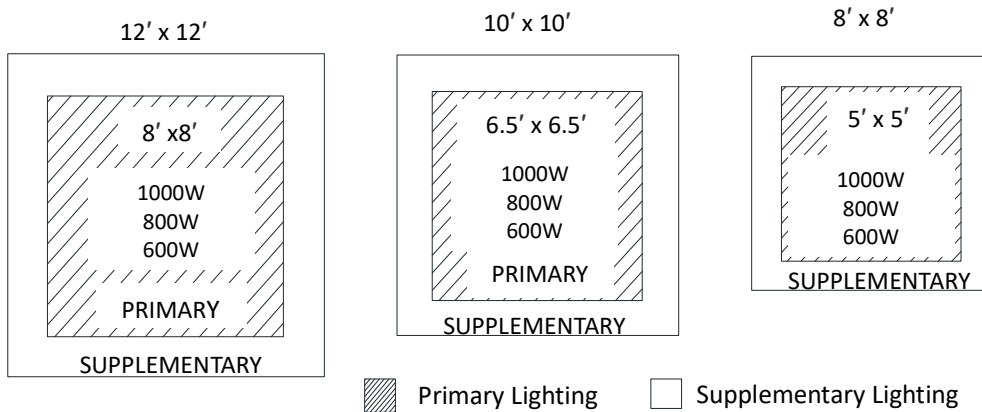 12′ x 12′
8′ x8′
1000W
800W
600W
PRIMARY
SUPPLEMENTARY
10′ x 10′
6.5′ x 6.5′
1000W
800W
600W
PRIMARY
SUPPLEMENTARY
8′ x 8′
5′ x 5′
1000W
800W
600W
SUPPLEMENTARY
Primary Lighting
Supplementary Lighting